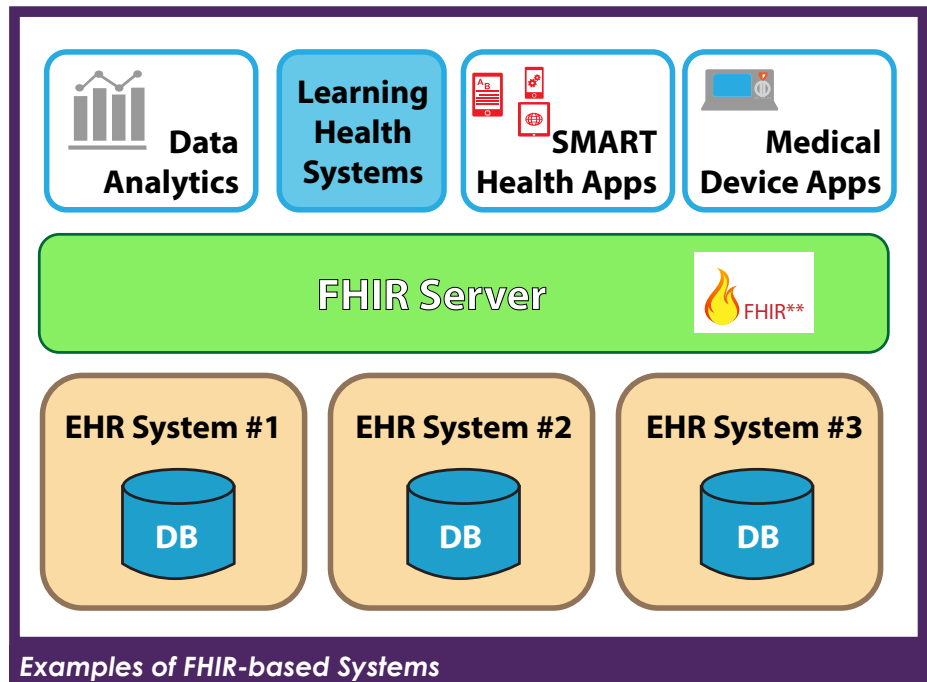 Data
Analytics
Learning
Health
Systems
A B
SMART
Health Apps
Medical
Device Apps
FHIR Server
FHIR**
EHR System #1
DB
EHR System #2
DB
EHR System #3
DB
Examples of FHIR-based Systems